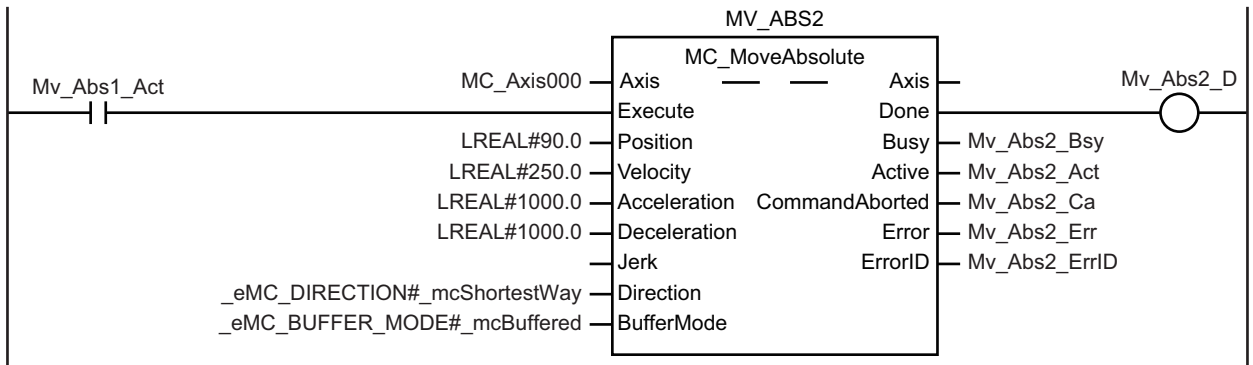 MV_ABS2
MC_MoveAbsolute
Mv_Abs1_Act
MC_Axis000 Axis Axis Mv_Abs2_D
Execute Done
LREAL#90.0 Position Busy Mv_Abs2_Bsy
LREAL#250.0 Velocity Active Mv_Abs2_Act
LREAL#1000.0 Acceleration CommandAborted Mv_Abs2_Ca
LREAL#1000.0 Deceleration Error Mv_Abs2_Err
Jerk ErrorID Mv_Abs2_ErrID
_eMC_DIRECTION#_mcShortestWay Direction
_eMC_BUFFER_MODE#_mcBuffered BufferMode